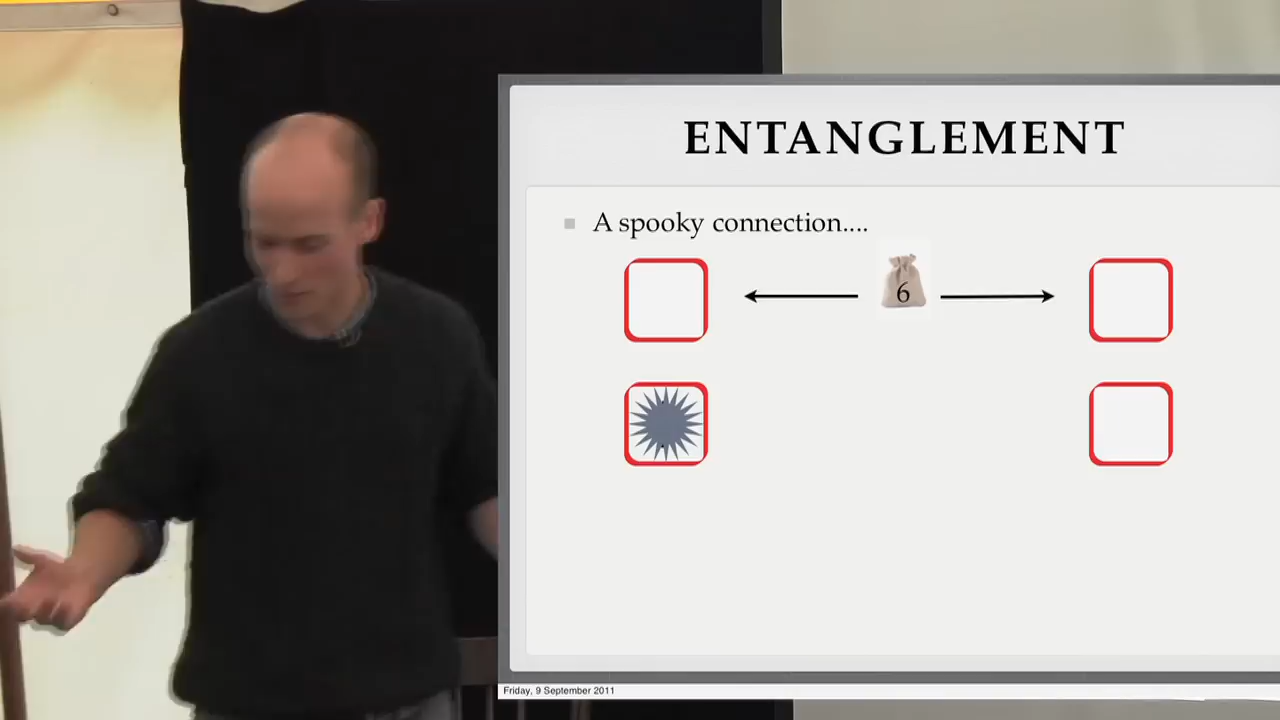 ENTANGLEMENT
A spooky connection....
6
Friday, 9 September 2011